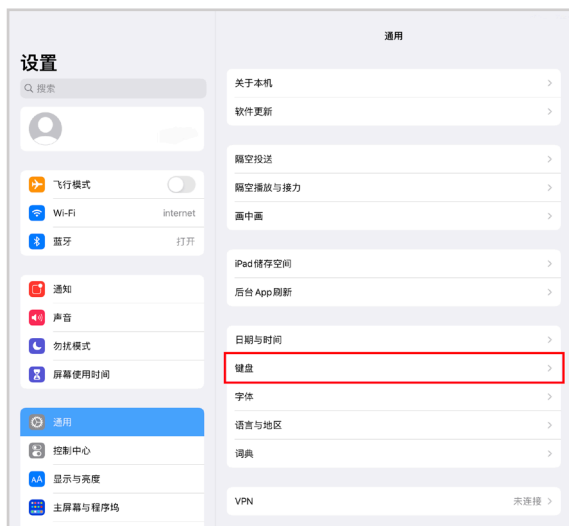 设置
搜索
飞行模式
Wi-Fi internet
蓝牙 打开
通知
声音
勿扰模式
屏幕使用时间
通用
控制中心
AA 显示与亮度
主屏幕与程序坞
通用
关于本机
软件更新
隔空投送
隔空播放与接力
画中画
iPad储存空间
后台App刷新
日期与时间
键盘
字体
语言与地区
词典
VPN 未连接